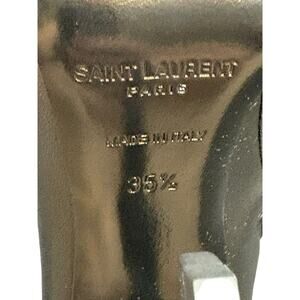 SAINT LAURENT
PARIS
MADE IN ITALY
35½